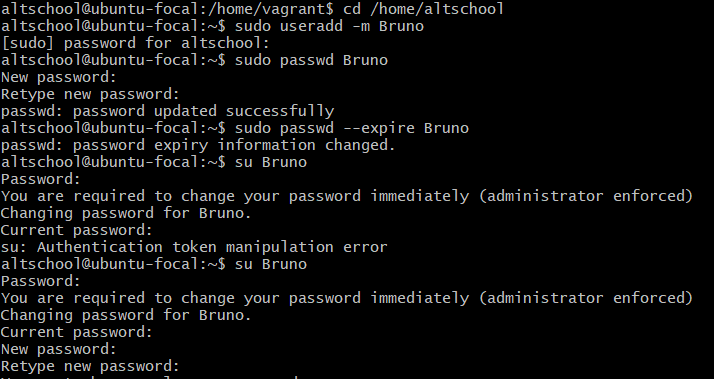 altschool@ubuntu-focal:/home/vagrant$ cd /home/altschool
altschool@ubuntu-focal:~$ sudo useradd -m Bruno
[sudo] password for altschool:
altschool@ubuntu-focal:~$ sudo passwd Bruno
New password:
Retype new password:
passwd: password updated successfully
altschool@ubuntu-focal:~$ sudo passwd --expire Bruno
passwd: password expiry information changed.
altschool@ubuntu-focal:~$ su Bruno
Password:
You are required to change your password immediately (administrator enforced)
Changing password for Bruno.
Current password:
su: Authentication token manipulation error
altschool@ubuntu-focal:~$ su Bruno
Password:
You are required to change your password immediately (administrator enforced)
Changing password for Bruno.
Current password:
New password:
Retype new password: